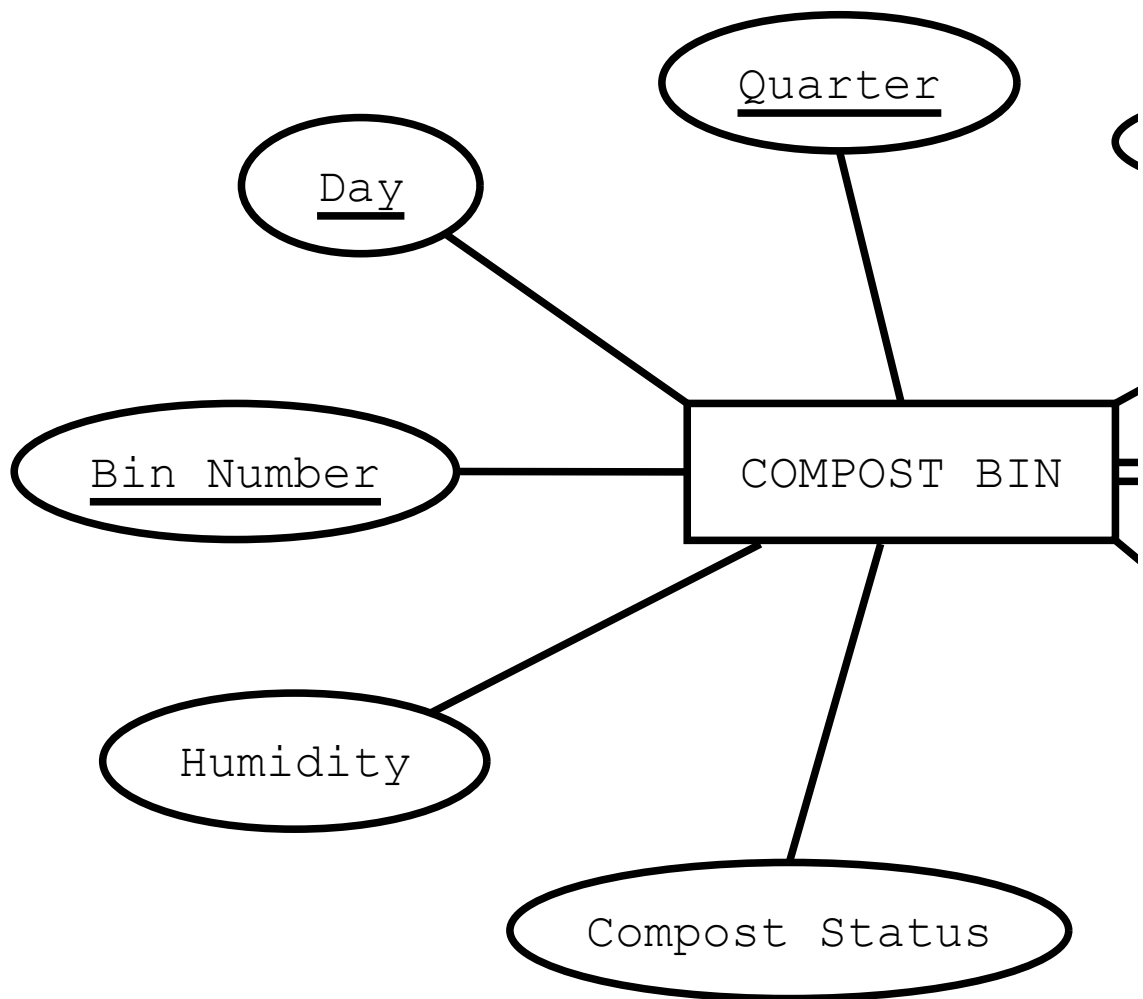 Quarter
Day
Bin Number
COMPOST BIN
Humidity
Compost Status